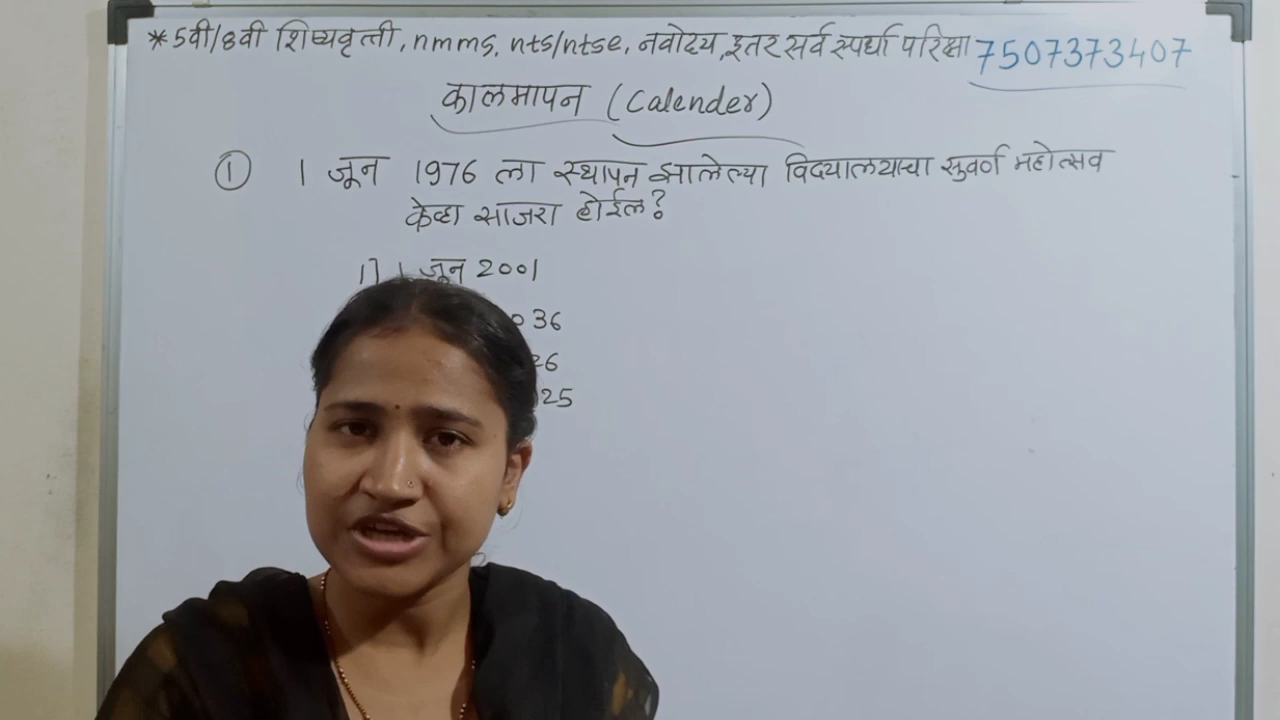 * 5वी/8वी शिष्यवृत्ती, nmms, nts/ntse, नवोदय, इतर सर्व स्पर्धा परिक्षा 7507373407
कालमापन (Calender)
① 1 जून 1976 ला स्थापन झालेल्या विद्यालयाचा सुवर्ण महोत्सव
केव्हा साजरा होईल?
1] 1 जून 2001
36
26
25